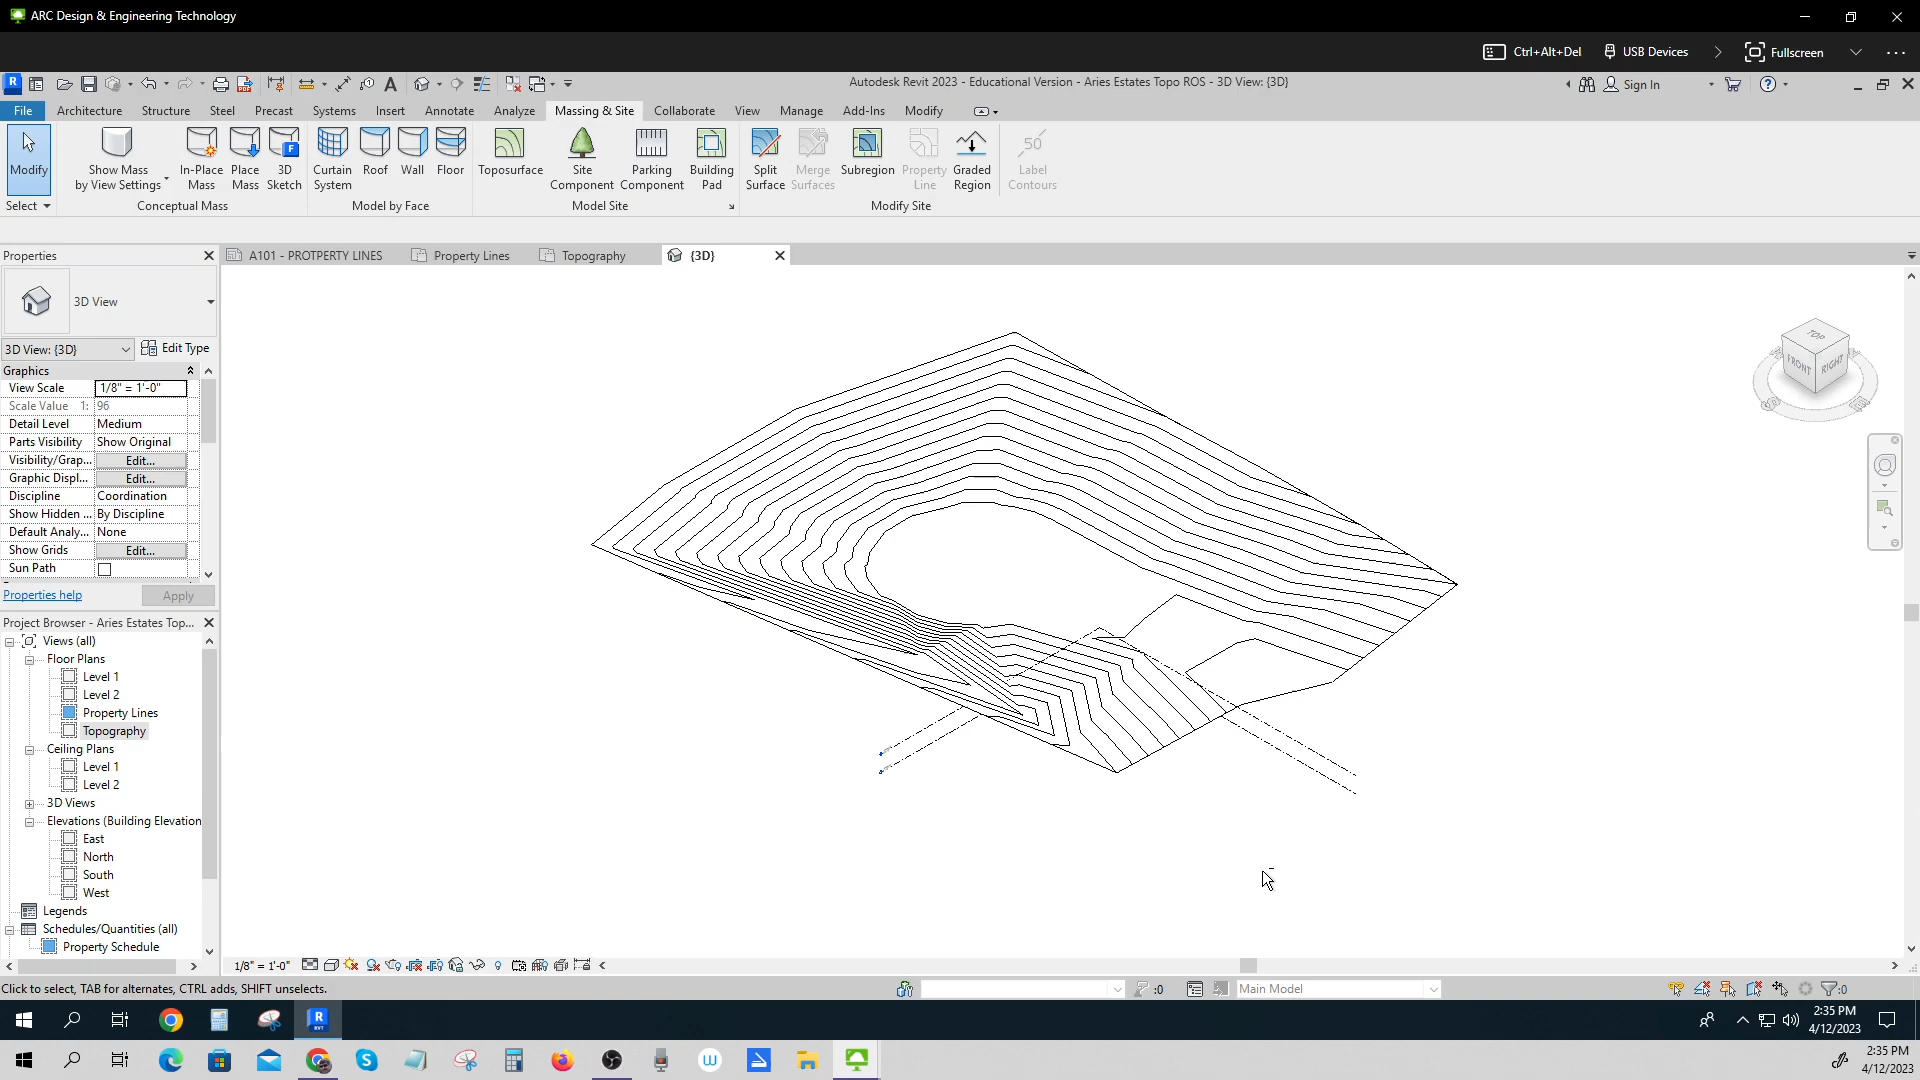 ARC Design & Engineering Technology
Ctrl+Alt+Del
USB Devices
Fullscreen
Autodesk Revit 2023 - Educational Version - Aries Estates Topo ROS - 3D View: {3D}
Sign In
File
Architecture
Structure
Steel
Precast
Systems
Insert
Annotate
Analyze
Massing & Site
Collaborate
View
Manage
Add-Ins
Modify
Modify
Show Mass
by View Settings
In-Place
Mass
Place
Mass
3D
Sketch
Curtain
System
Roof
Wall
Floor
Toposurface
Site
Component
Parking
Component
Building
Pad
Split
Surface
Merge
Surfaces
Subregion
Property
Line
Graded
Region
50
Label
Contours
Select
Conceptual Mass
Model by Face
Model Site
Modify Site
Properties
A101 - PROTPERTY LINES
Property Lines
Topography
{3D}
3D View
3D View: {3D}
Edit Type
Graphics
View Scale
1/8" = 1'-0"
Scale Value 1:
96
Detail Level
Medium
Parts Visibility
Show Original
Visibility/Grap...
Edit...
Graphic Displ...
Edit...
Discipline
Coordination
Show Hidden ...
By Discipline
Default Analy...
None
Show Grids
Edit...
Sun Path
Properties help
Apply
TOP
FRONT
RIGHT
Project Browser - Aries Estates Top...
Views (all)
Floor Plans
Level 1
Level 2
Property Lines
Topography
Ceiling Plans
Level 1
Level 2
3D Views
Elevations (Building Elevation
East
North
South
West
Legends
Schedules/Quantities (all)
Property Schedule
1/8" = 1'-0"
Click to select, TAB for alternates, CTRL adds, SHIFT unselects.
:0
Main Model
:0
2:35 PM
4/12/2023
2:35 PM
4/12/2023